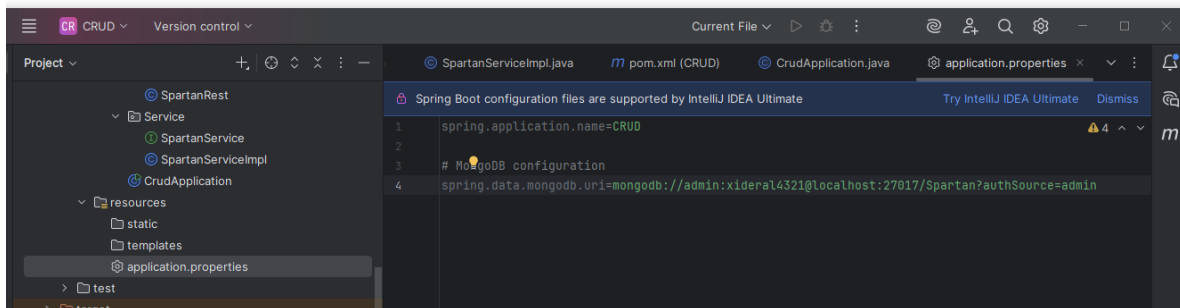 CR CRUD Version control Current File
Project
SpartanServiceImpl.java m pom.xml (CRUD) CrudApplication.java application.properties
SpartanRest
Service
SpartanService
SpartanServiceImpl
CrudApplication
resources
static
templates
application.properties
test
target
Spring Boot configuration files are supported by IntelliJ IDEA Ultimate Try IntelliJ IDEA Ultimate Dismiss
1 spring.application.name=CRUD 4
2
3 # MongoDB configuration
4 spring.data.mongodb.uri=mongodb://admin:xideral4321@localhost:27017/Spartan?authSource=admin
m